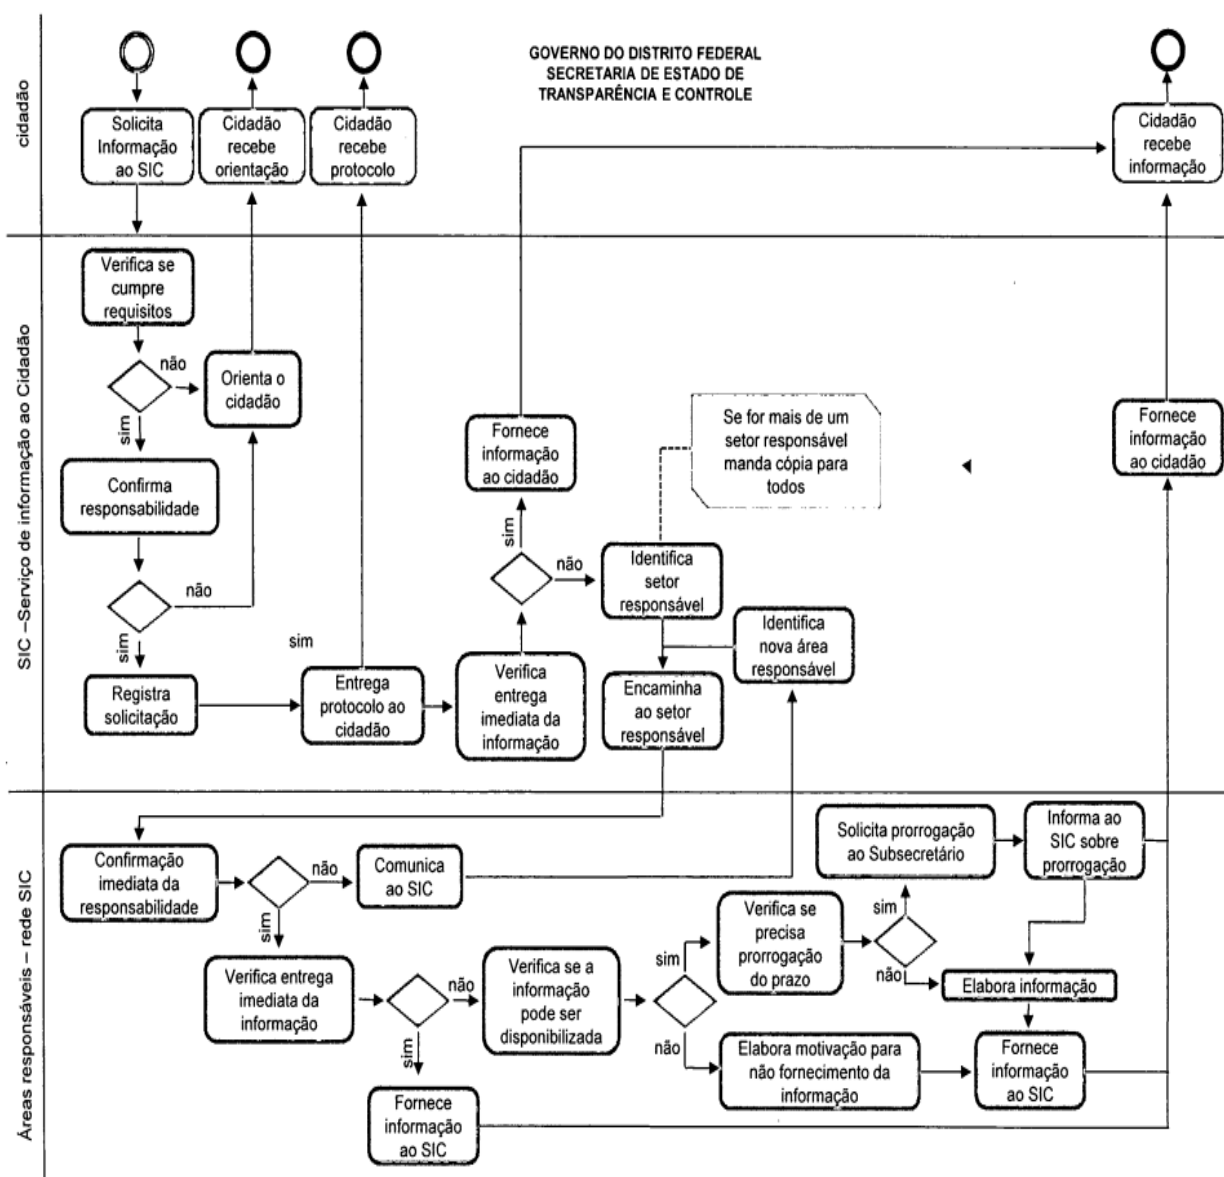 GOVERNO DO DISTRITO FEDERAL
SECRETARIA DE ESTADO DE
TRANSPARÊNCIA E CONTROLE
cidadão
Solicita
Informação
ao SIC
Cidadão
recebe
orientação
Cidadão
recebe
protocolo
Cidadão
recebe
informação
SIC –Serviço de informação ao Cidadão
Verifica se
cumpre
requisitos
não
sim
Orienta o
cidadão
Confirma
responsabilidade
não
sim
Registra
solicitação
sim
Entrega
protocolo ao
cidadão
Verifica
entrega
imediata da
informação
sim
não
Fornece
informação
ao cidadão
Identifica
setor
responsável
Se for mais de um
setor responsável
manda cópia para
todos
Identifica
nova área
responsável
Encaminha
ao setor
responsável
Fornece
informação
ao cidadão
Áreas responsáveis – rede SIC
Confirmação
imediata da
responsabilidade
não
sim
Comunica
ao SIC
Verifica entrega
imediata da
informação
não
sim
Fornece
informação
ao SIC
Verifica se a
informação
pode ser
disponibilizada
sim
não
Verifica se
precisa
prorrogação
do prazo
sim
não
Solicita prorrogação
ao Subsecretário
Informa ao
SIC sobre
prorrogação
Elabora informação
Elabora motivação para
não fornecimento da
informação
Fornece
informação
ao SIC